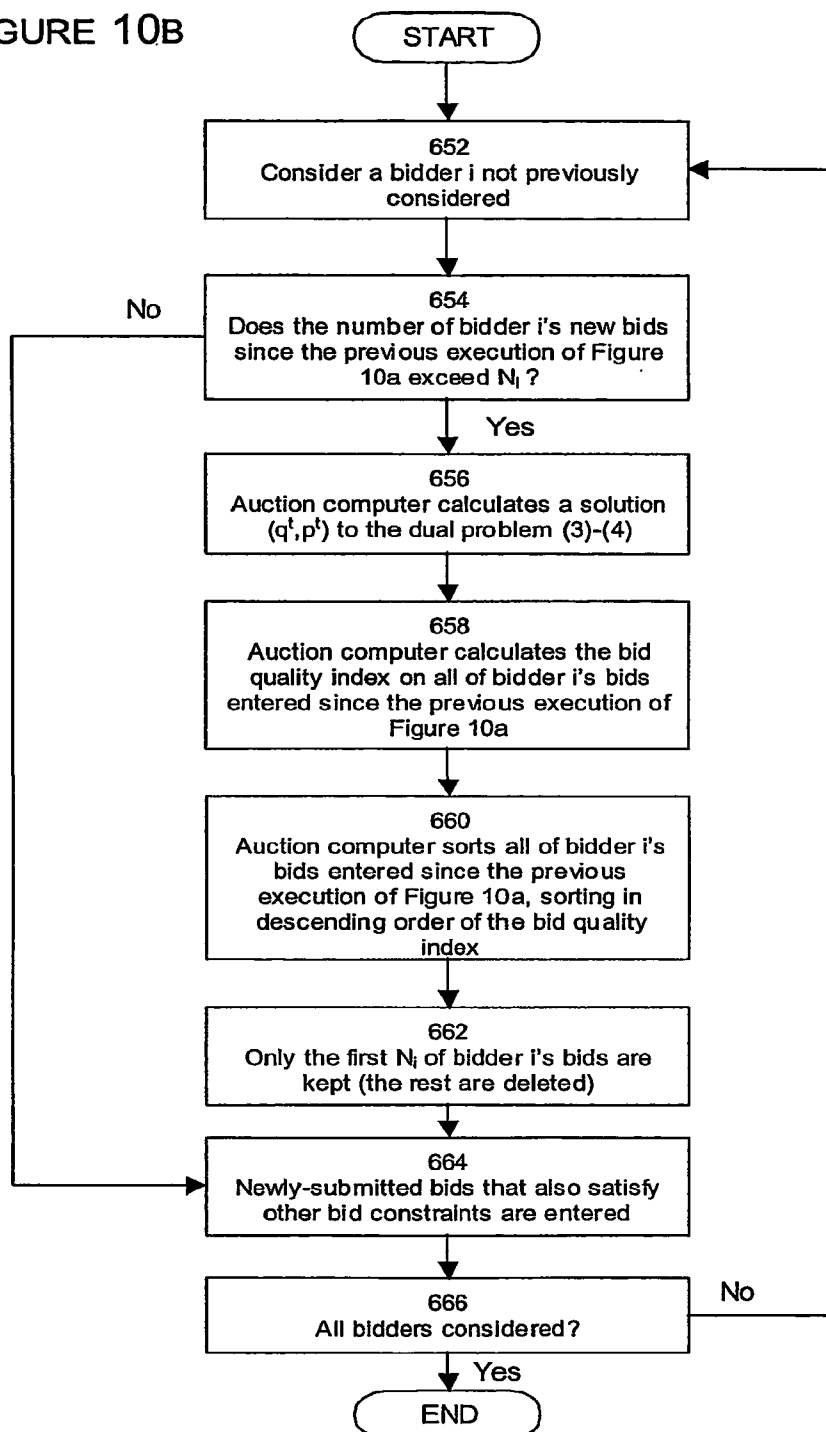 GURE 10B
START
652
Consider a bidder i not previously
considered
No
654
Does the number of bidder i's new bids
since the previous execution of Figure
10a exceed Ni ?
Yes
656
Auction computer calculates a solution
(qt,pt) to the dual problem (3)-(4)
658
Auction computer calculates the bid
quality index on all of bidder i's bids
entered since the previous execution of
Figure 10a
660
Auction computer sorts all of bidder i's
bids entered since the previous
execution of Figure 10a, sorting in
descending order of the bid quality
index
662
Only the first Ni of bidder i's bids are
kept (the rest are deleted)
664
Newly-submitted bids that also satisfy
other bid constraints are entered
666
All bidders considered?
No
Yes
END